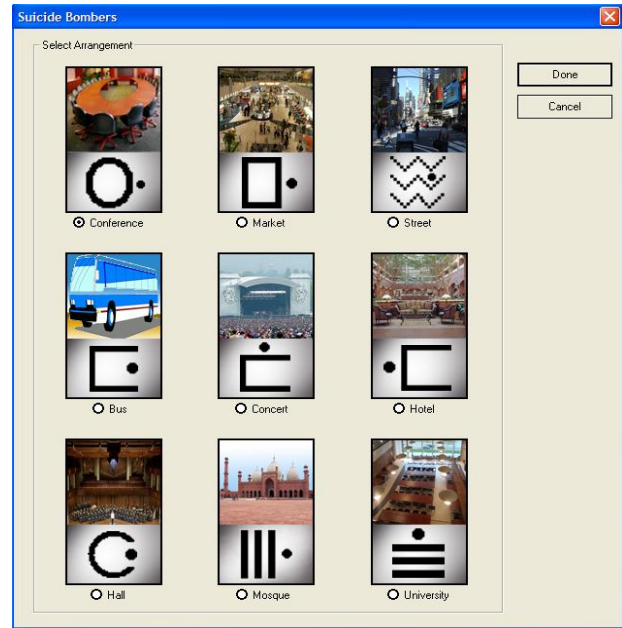 Suicide Bombers
Select Arrangement
Done
Cancel
Conference
Market
Street
Bus
Concert
Hotel
Hall
Mosque
University